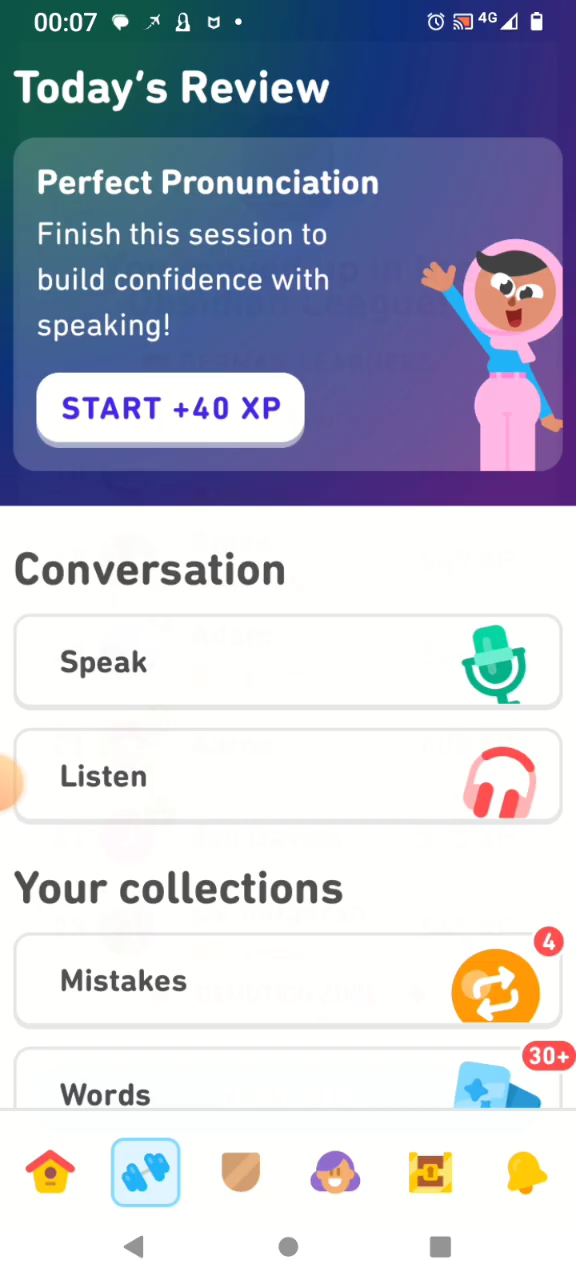 00:07
4G
Today's Review
Perfect Pronunciation
Finish this session to
build confidence with
speaking!
START +40 XP
Conversation
Speak
Listen
Your collections
4
Mistakes
30+
Words